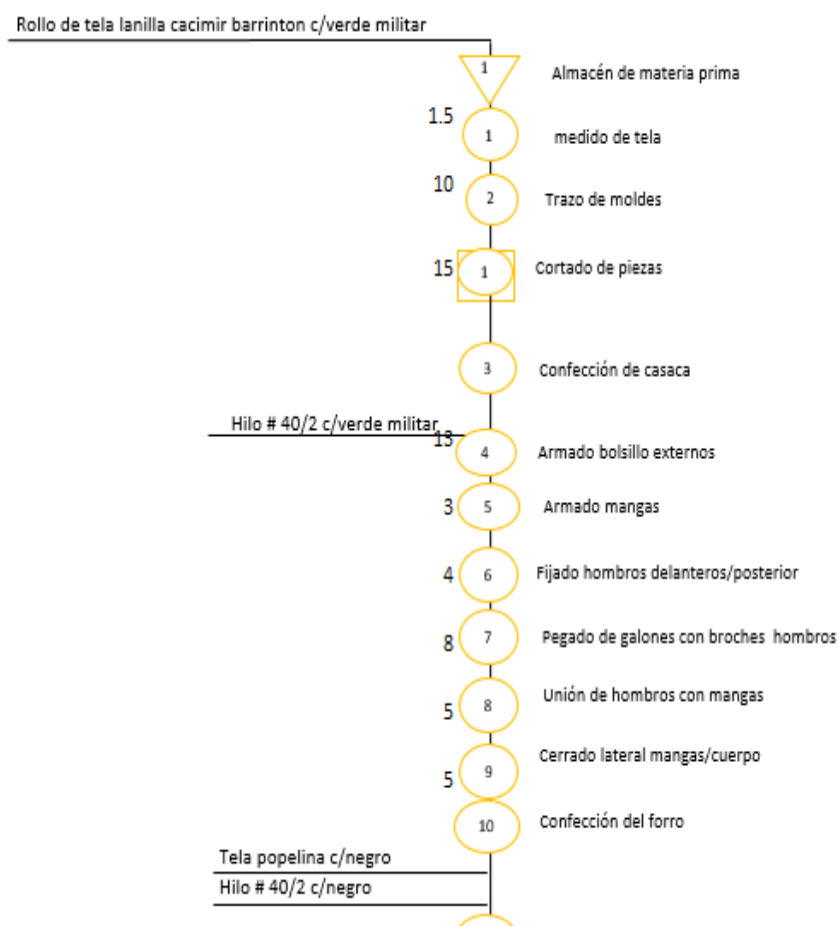 Rollo de tela lanilla cacimir barrinton c/verde militar
1 Almacén de materia prima
1.5 1 medido de tela
10 2 Trazo de moldes
15 1 Cortado de piezas
3 Confección de casaca
Hilo # 40/2 c/verde militar
13 4 Armado bolsillo externos
3 5 Armado mangas
4 6 Fijado hombros delanteros/posterior
8 7 Pegado de galones con broches hombros
5 8 Unión de hombros con mangas
5 9 Cerrado lateral mangas/cuerpo
10 Confección del forro
Tela popelina c/negro
Hilo # 40/2 c/negro